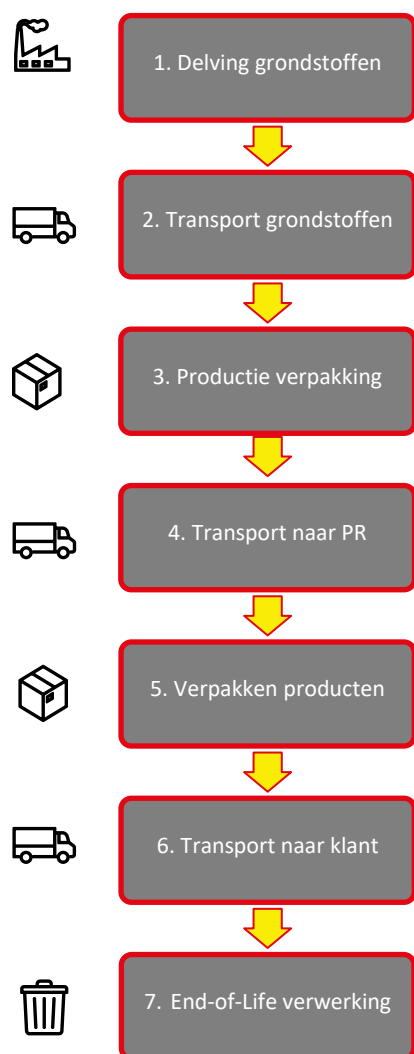 1. Delving grondstoffen
2. Transport grondstoffen
3. Productie verpakking
4. Transport naar PR
5. Verpakken producten
6. Transport naar klant
7. End-of-Life verwerking